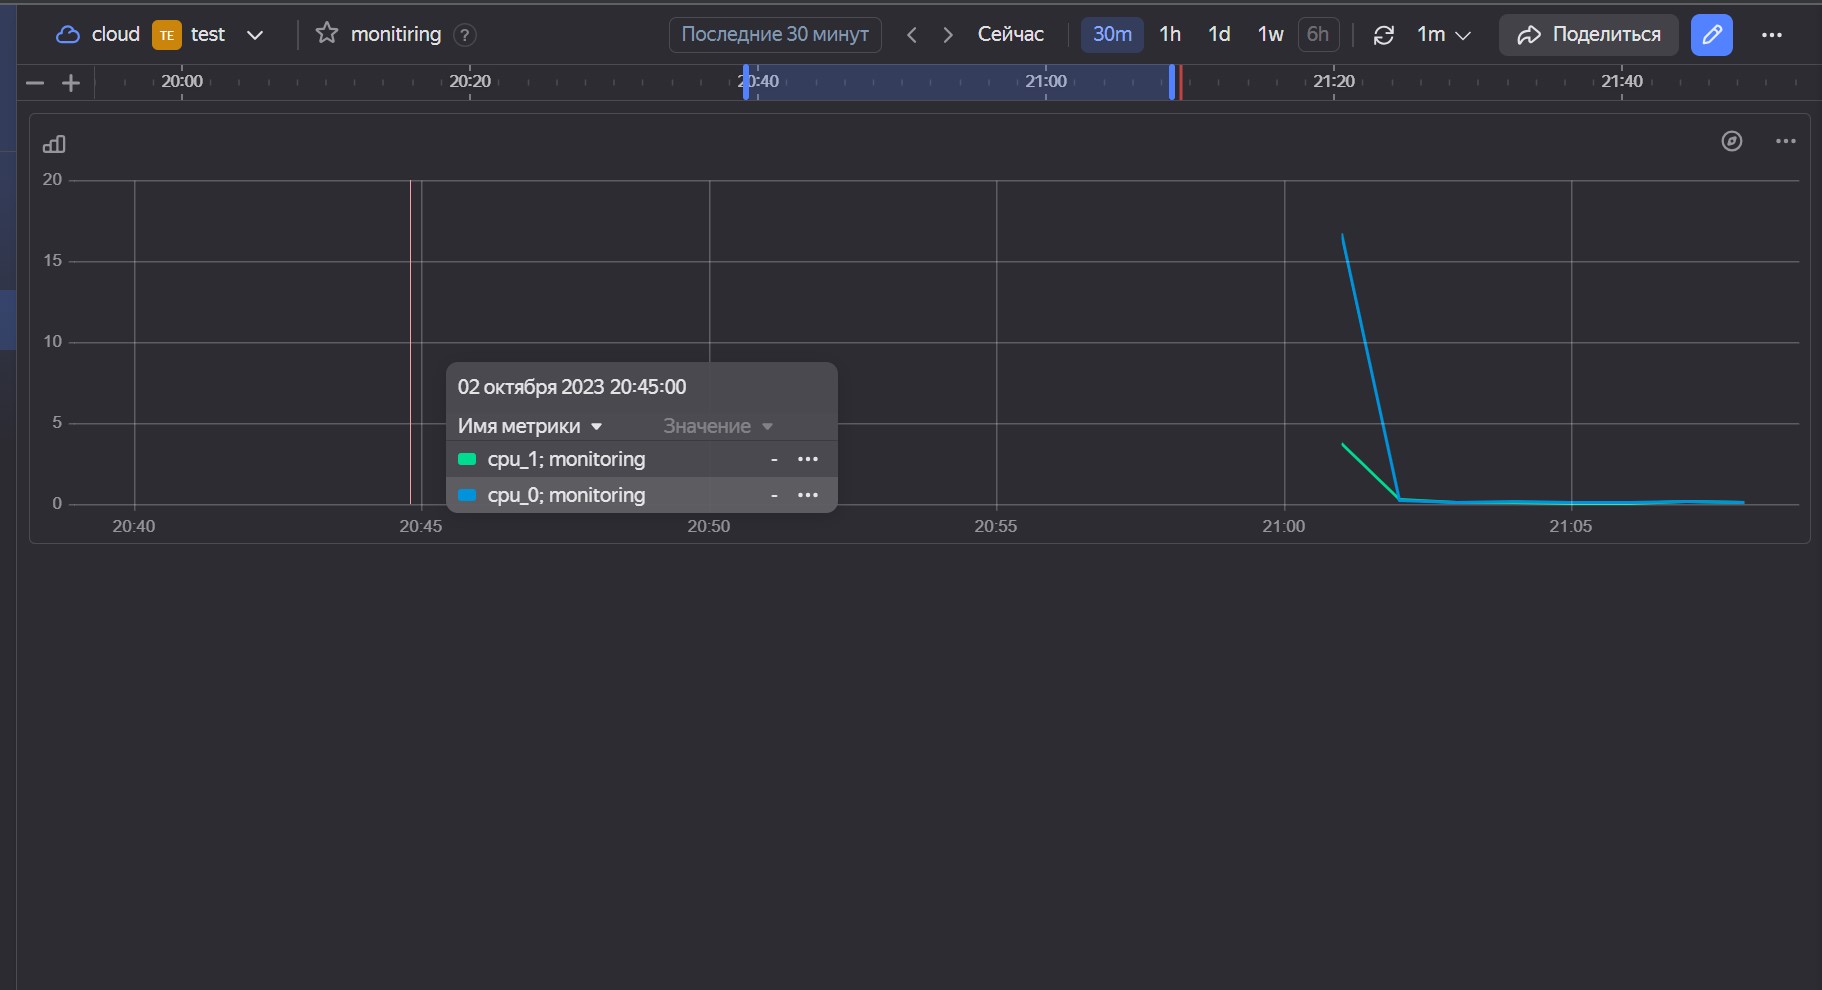 cloud TE test monitiring ? Последние 30 минут Сейчас 30m 1h 1d 1w 6h 1m Поделиться
20:00 20:20 20:40 21:00 21:20 21:40
20
15
10
5
0
02 октября 2023 20:45:00
Имя метрики Значение
cpu_1; monitoring -
cpu_0; monitoring -
20:40 20:45 20:50 20:55 21:00 21:05